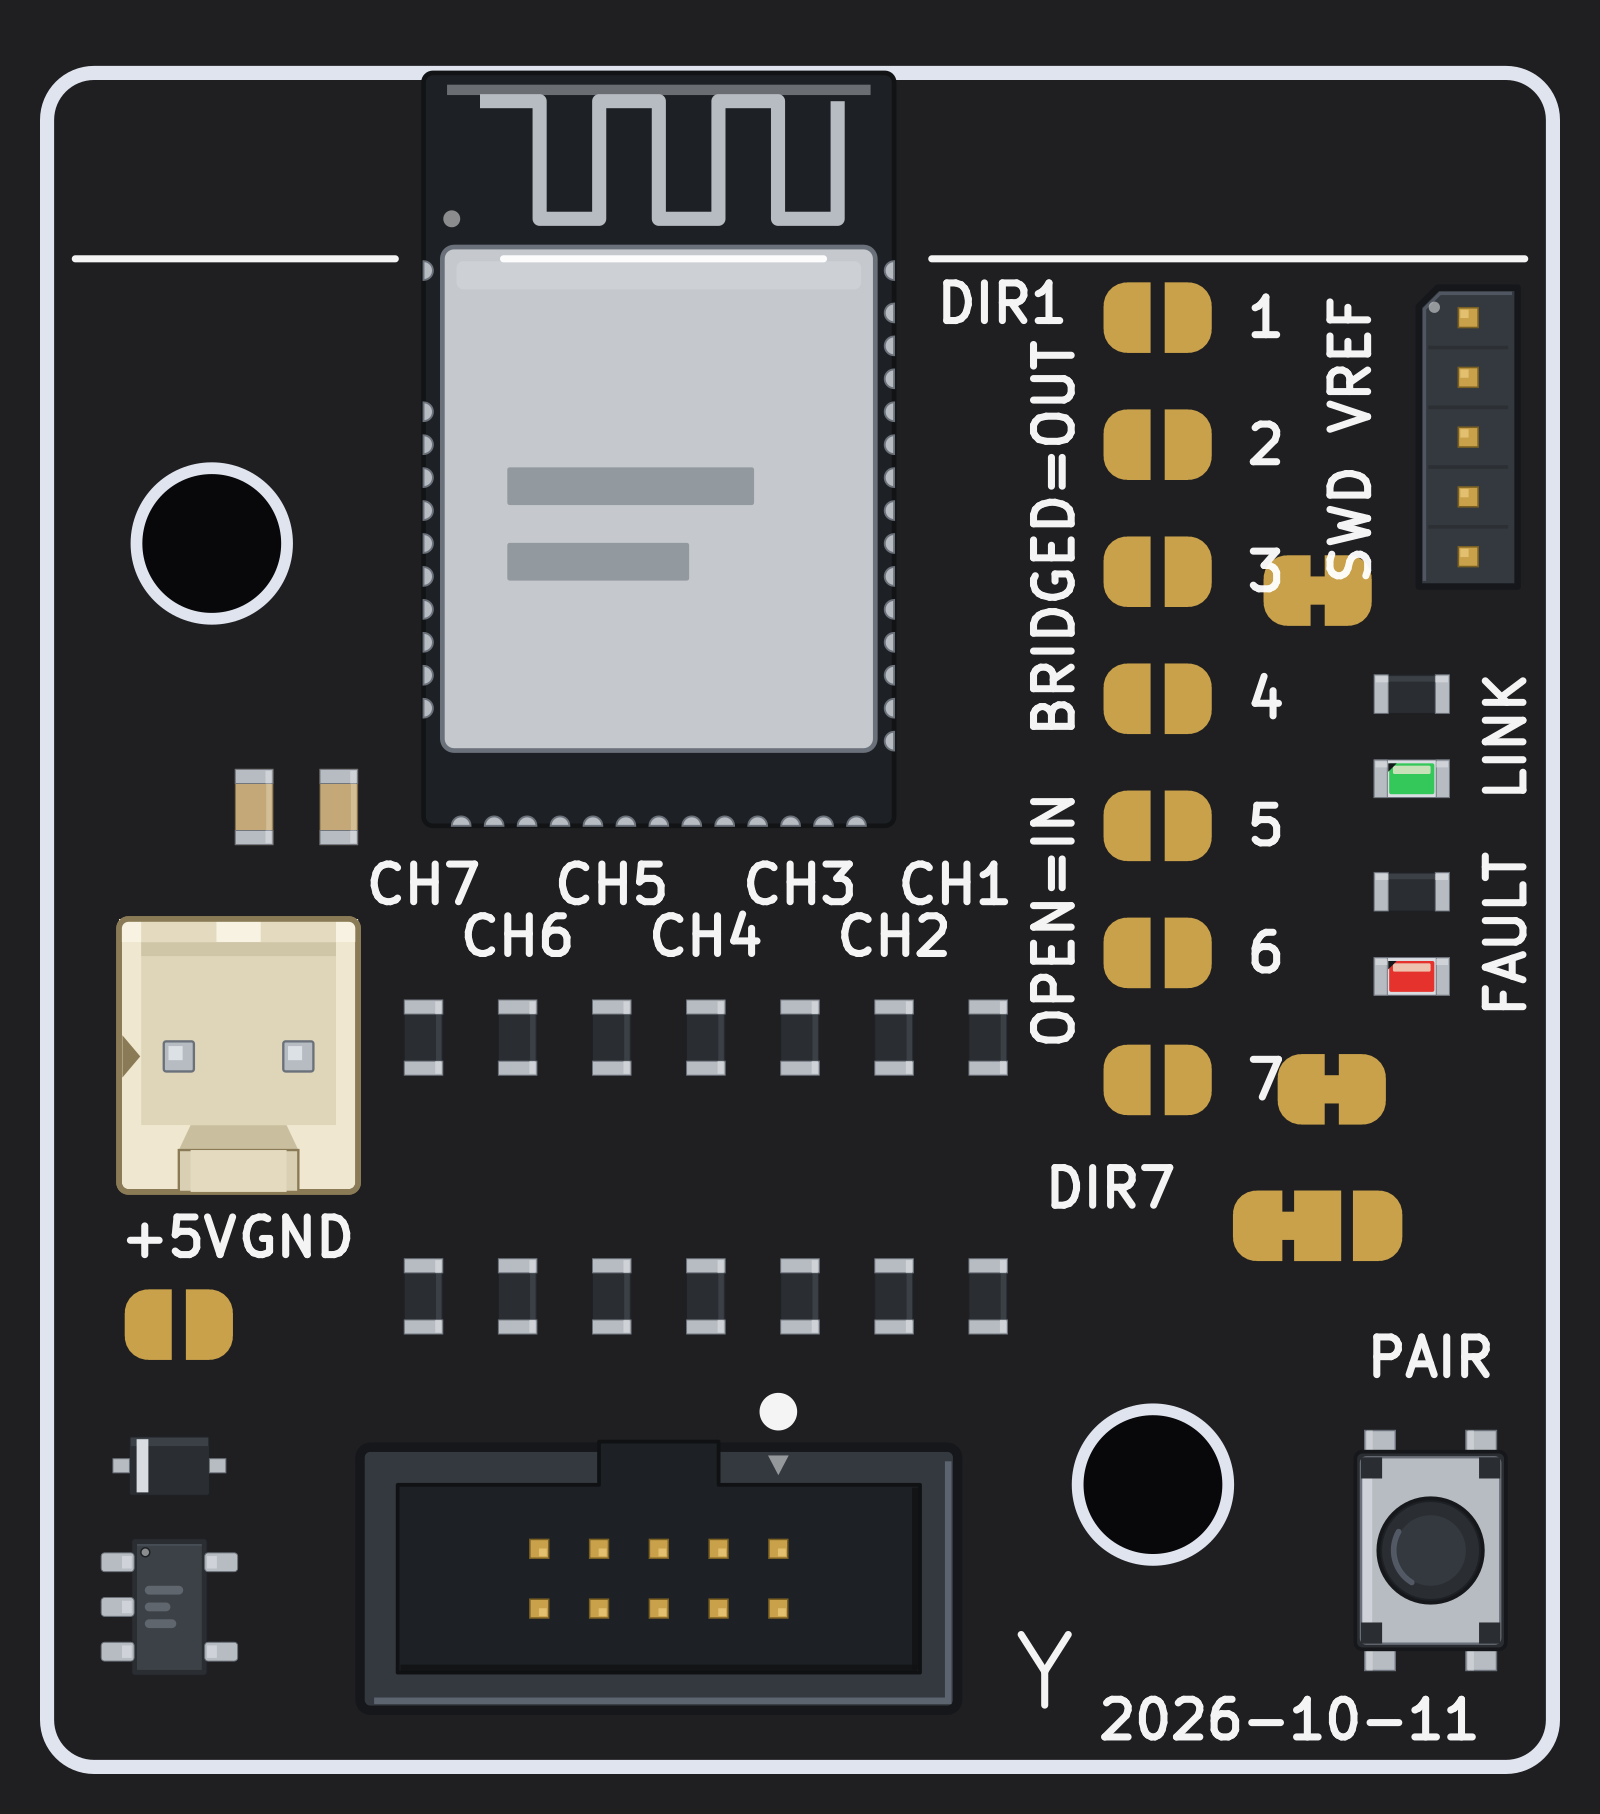 DIR1
1
2
3
4
5
6
7
BRIDGED=OUT
OPEN=IN
SWD VREF
LINK
FAULT
CH7 CH5 CH3 CH1
CH6 CH4 CH2
DIR7
+5VGND
PAIR
Y
2026-10-11